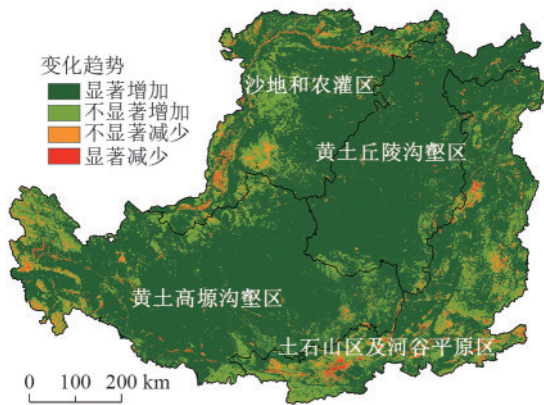 变化趋势
显著增加
不显著增加
不显著减少
显著减少
沙地和农灌区
黄土丘陵沟壑区
黄土高塬沟壑区
土石山区及河谷平原区
0 100 200 km